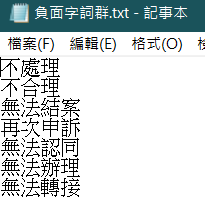 負面字詞群.txt - 記事本
檔案(F) 編輯(E) 格式(O) 檢視
不處理
不合理
無法結案
再次申訴
無法認同
無法辦理
無法轉接